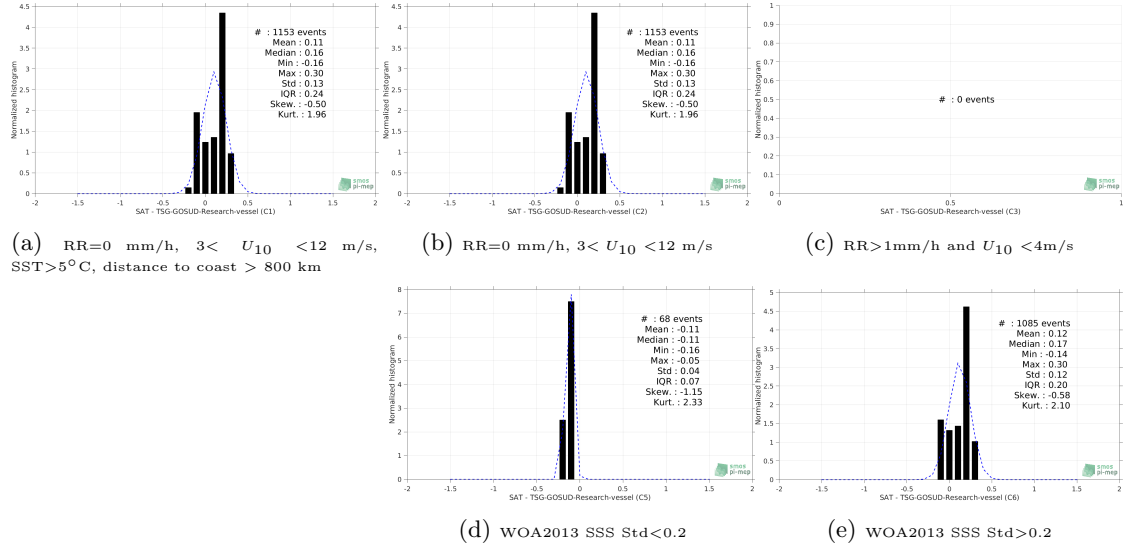 4.5
4
3.5
3
2.5
2
1.5
1
0.5
0
-2 -1.5 -1 -0.5 0 0.5 1 1.5 2
Normalized histogram
# : 1153 events
Mean : 0.11
Median : 0.16
Min : -0.16
Max : 0.30
Std : 0.13
IQR : 0.24
Skew. : -0.50
Kurt. : 1.96
smos
pi-mep
SAT - TSG-GOSUD-Research-vessel (C1)
(a) RR=0 mm/h, 3< U10 <12 m/s,
SST>5°C, distance to coast > 800 km
4.5
4
3.5
3
2.5
2
1.5
1
0.5
0
-2 -1.5 -1 -0.5 0 0.5 1 1.5 2
Normalized histogram
# : 1153 events
Mean : 0.11
Median : 0.16
Min : -0.16
Max : 0.30
Std : 0.13
IQR : 0.24
Skew. : -0.50
Kurt. : 1.96
smos
pi-mep
SAT - TSG-GOSUD-Research-vessel (C2)
(b) RR=0 mm/h, 3< U10 <12 m/s
1
0.9
0.8
0.7
0.6
0.5
0.4
0.3
0.2
0.1
0
0 0.5 1
Normalized histogram
# : 0 events
smos
pi-mep
SAT - TSG-GOSUD-Research-vessel (C3)
(c) RR>1mm/h and U10 <4m/s
8
7
6
5
4
3
2
1
0
-2 -1.5 -1 -0.5 0 0.5 1 1.5 2
Normalized histogram
# : 68 events
Mean : -0.11
Median : -0.11
Min : -0.16
Max : -0.05
Std : 0.04
IQR : 0.07
Skew. : -1.15
Kurt. : 2.33
smos
pi-mep
SAT - TSG-GOSUD-Research-vessel (C5)
(d) WOA2013 SSS Std<0.2
5
4.5
4
3.5
3
2.5
2
1.5
1
0.5
0
-2 -1.5 -1 -0.5 0 0.5 1 1.5 2
Normalized histogram
# : 1085 events
Mean : 0.12
Median : 0.17
Min : -0.14
Max : 0.30
Std : 0.12
IQR : 0.20
Skew. : -0.58
Kurt. : 2.10
smos
pi-mep
SAT - TSG-GOSUD-Research-vessel (C6)
(e) WOA2013 SSS Std>0.2